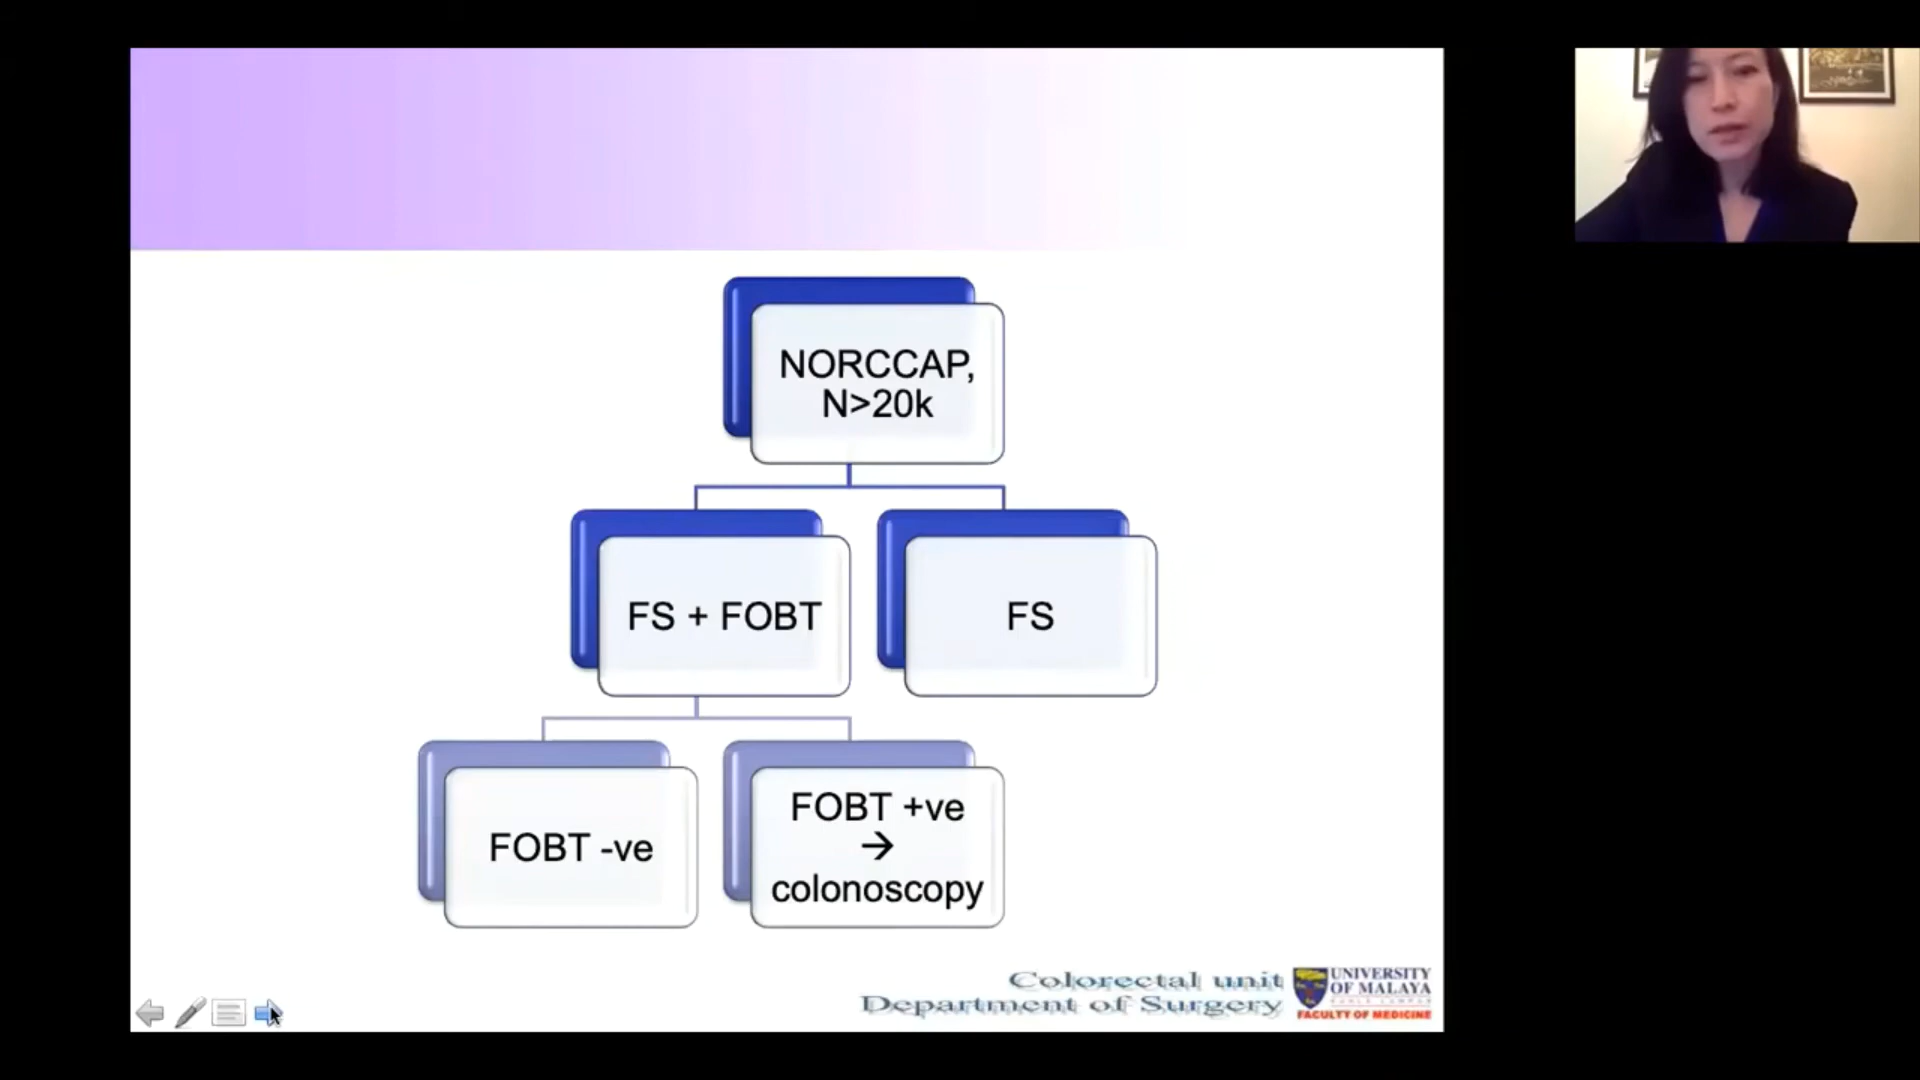 NORCCAP,
N>20k
FS + FOBT
FS
FOBT -ve
FOBT +ve
→
colonoscopy
Colorectal unit
Department of Surgery
UNIVERSITY
OF MALAYA
FACULTY OF MEDICINE